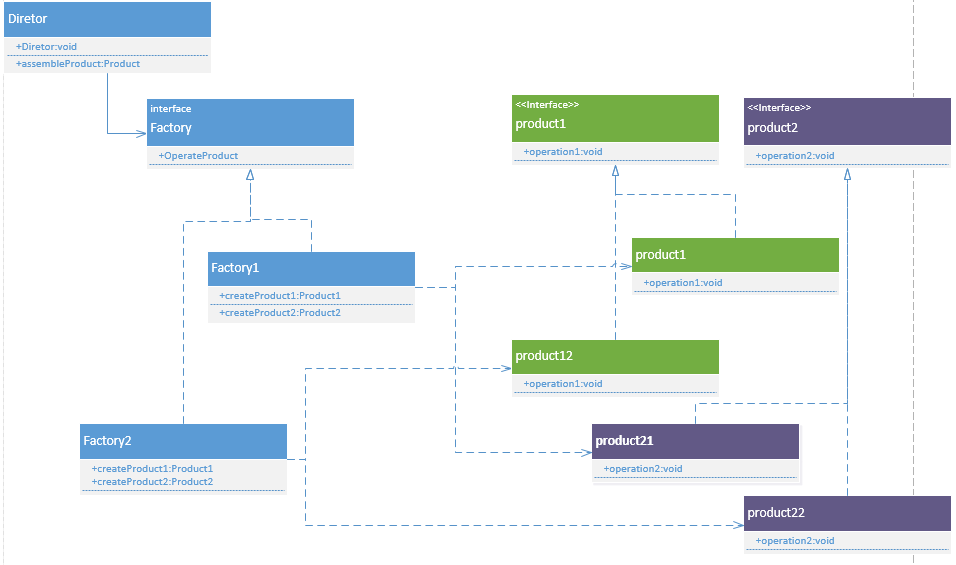 Diretor
+Diretor:void
+assembleProduct:Product
interface
Factory
+OperateProduct
<<Interface>>
product1
+operation1:void
<<Interface>>
product2
+operation2:void
Factory1
+createProduct1:Product1
+createProduct2:Product2
product1
+operation1:void
product12
+operation1:void
Factory2
+createProduct1:Product1
+createProduct2:Product2
product21
+operation2:void
product22
+operation2:void